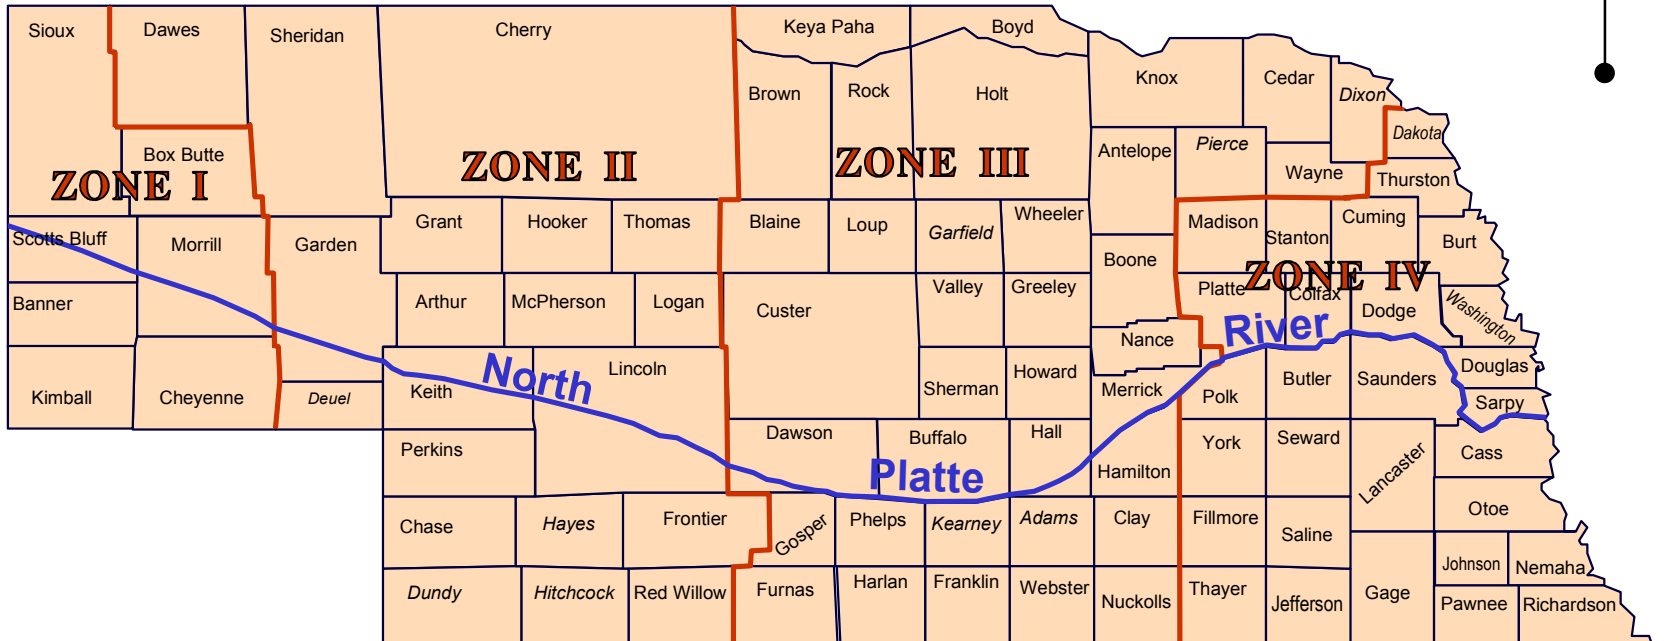 Sioux Dawes Sheridan Cherry Keya Paha Boyd
Brown Rock Holt Knox Cedar Dixon
Dakota
Box Butte Antelope Pierce
ZONE I ZONE II ZONE III Wayne Thurston
Grant Hooker Thomas Blaine Loup Garfield Wheeler Madison Stanton Cuming
Scotts Bluff Morrill Garden Boone Burt
ZONE IV
Banner Arthur McPherson Logan Custer Valley Greeley Platte Colfax Dodge Washington
River
Nance
North Lincoln Douglas
Kimball Cheyenne Deuel Keith Sherman Howard Merrick Polk Butler Saunders Sarpy
Perkins Dawson Buffalo Hall York Seward Lancaster Cass
Platte Hamilton
Chase Hayes Frontier Gosper Phelps Kearney Adams Clay Fillmore Saline Otoe
Dundy Hitchcock Red Willow Furnas Harlan Franklin Webster Nuckolls Thayer Jefferson Gage Johnson Nemaha
Pawnee Richardson